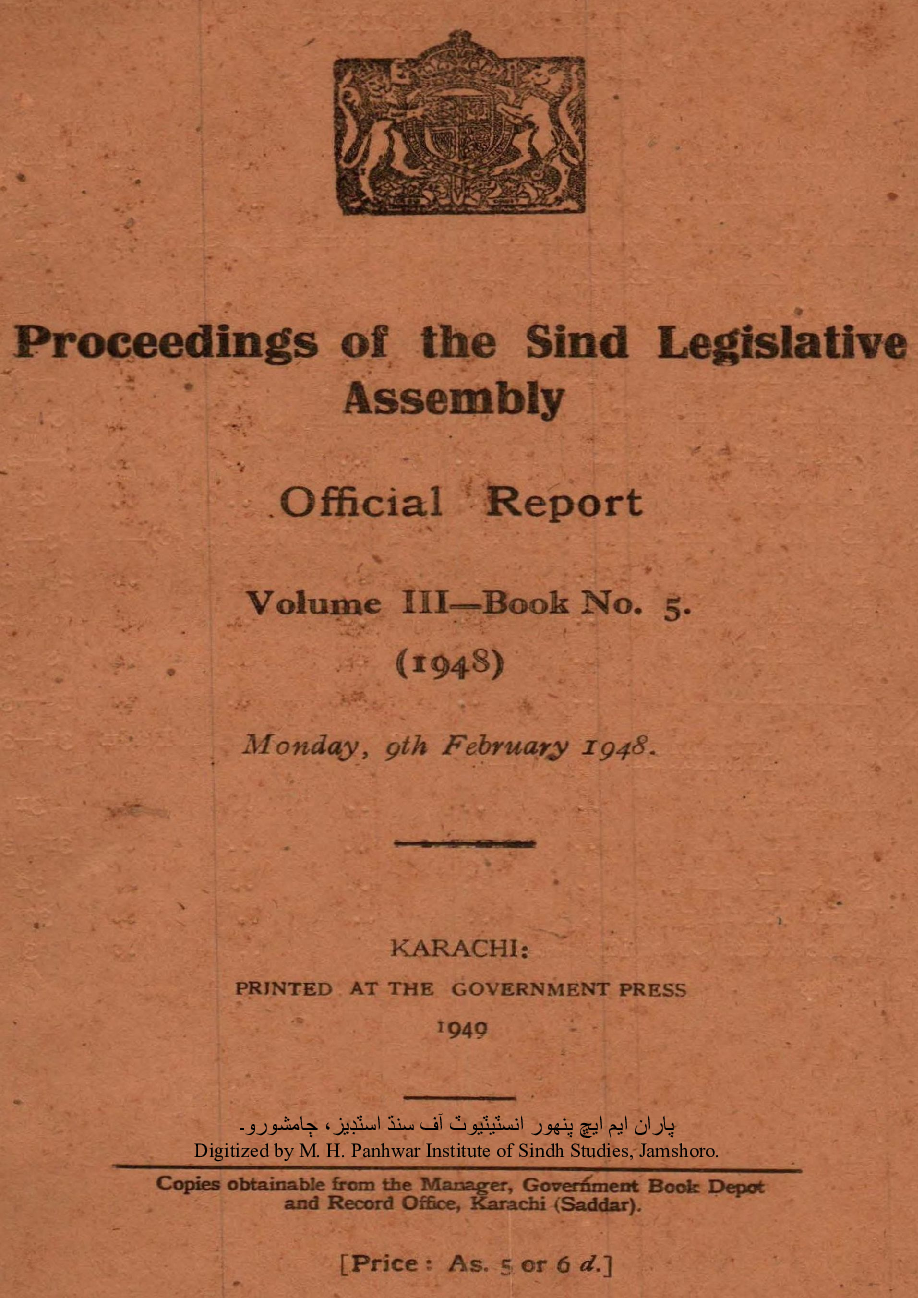 Proceedings of the Sind Legislative
Assembly
Official Report
Volume III—Book No. 5.
(1948)
Monday, 9th February 1948.
KARACHI:
PRINTED AT THE GOVERNMENT PRESS
1949
پاران ايم ايڇ پنهور انسٽيٽيوٽ آف سنڌ اسٽڊيز، ڄامشورو۔
Digitized by M. H. Panhwar Institute of Sindh Studies, Jamshoro.
Copies obtainable from the Manager, Government Book Depot
and Record Office, Karachi (Saddar).
[Price : As. 5 or 6 d.]